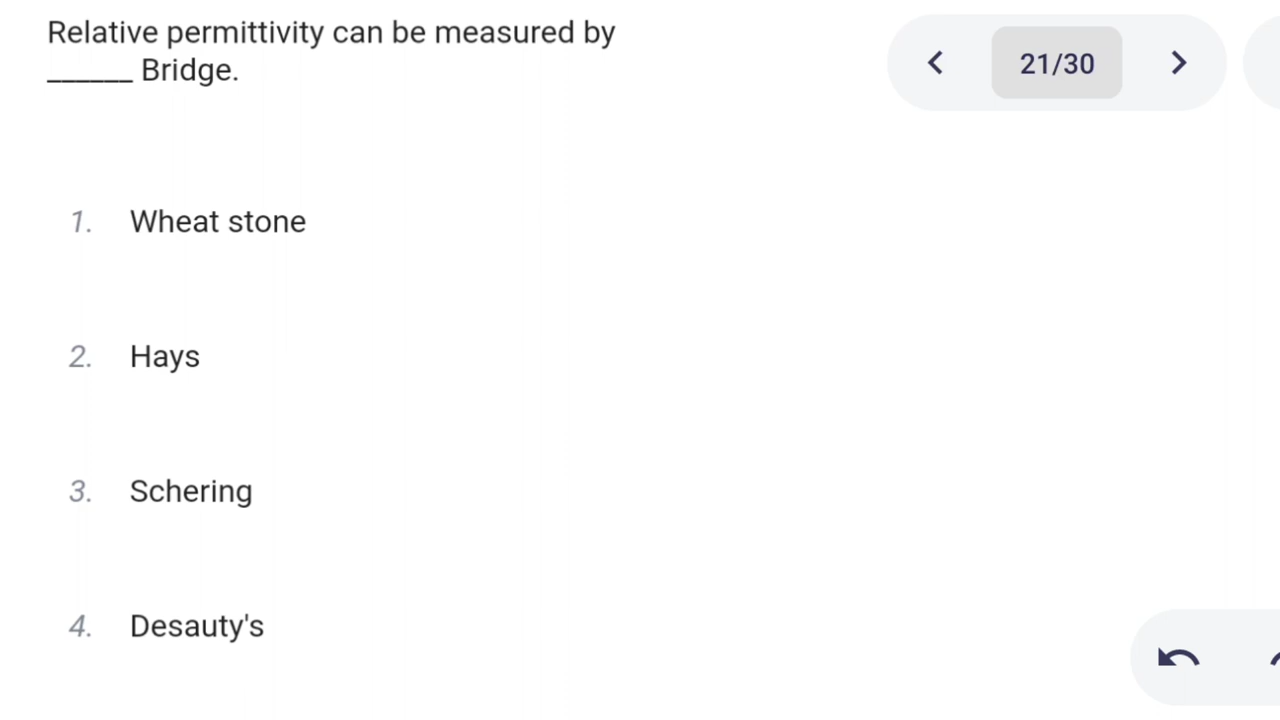 Relative permittivity can be measured by
______ Bridge.
21/30
1. Wheat stone
2. Hays
3. Schering
4. Desauty's